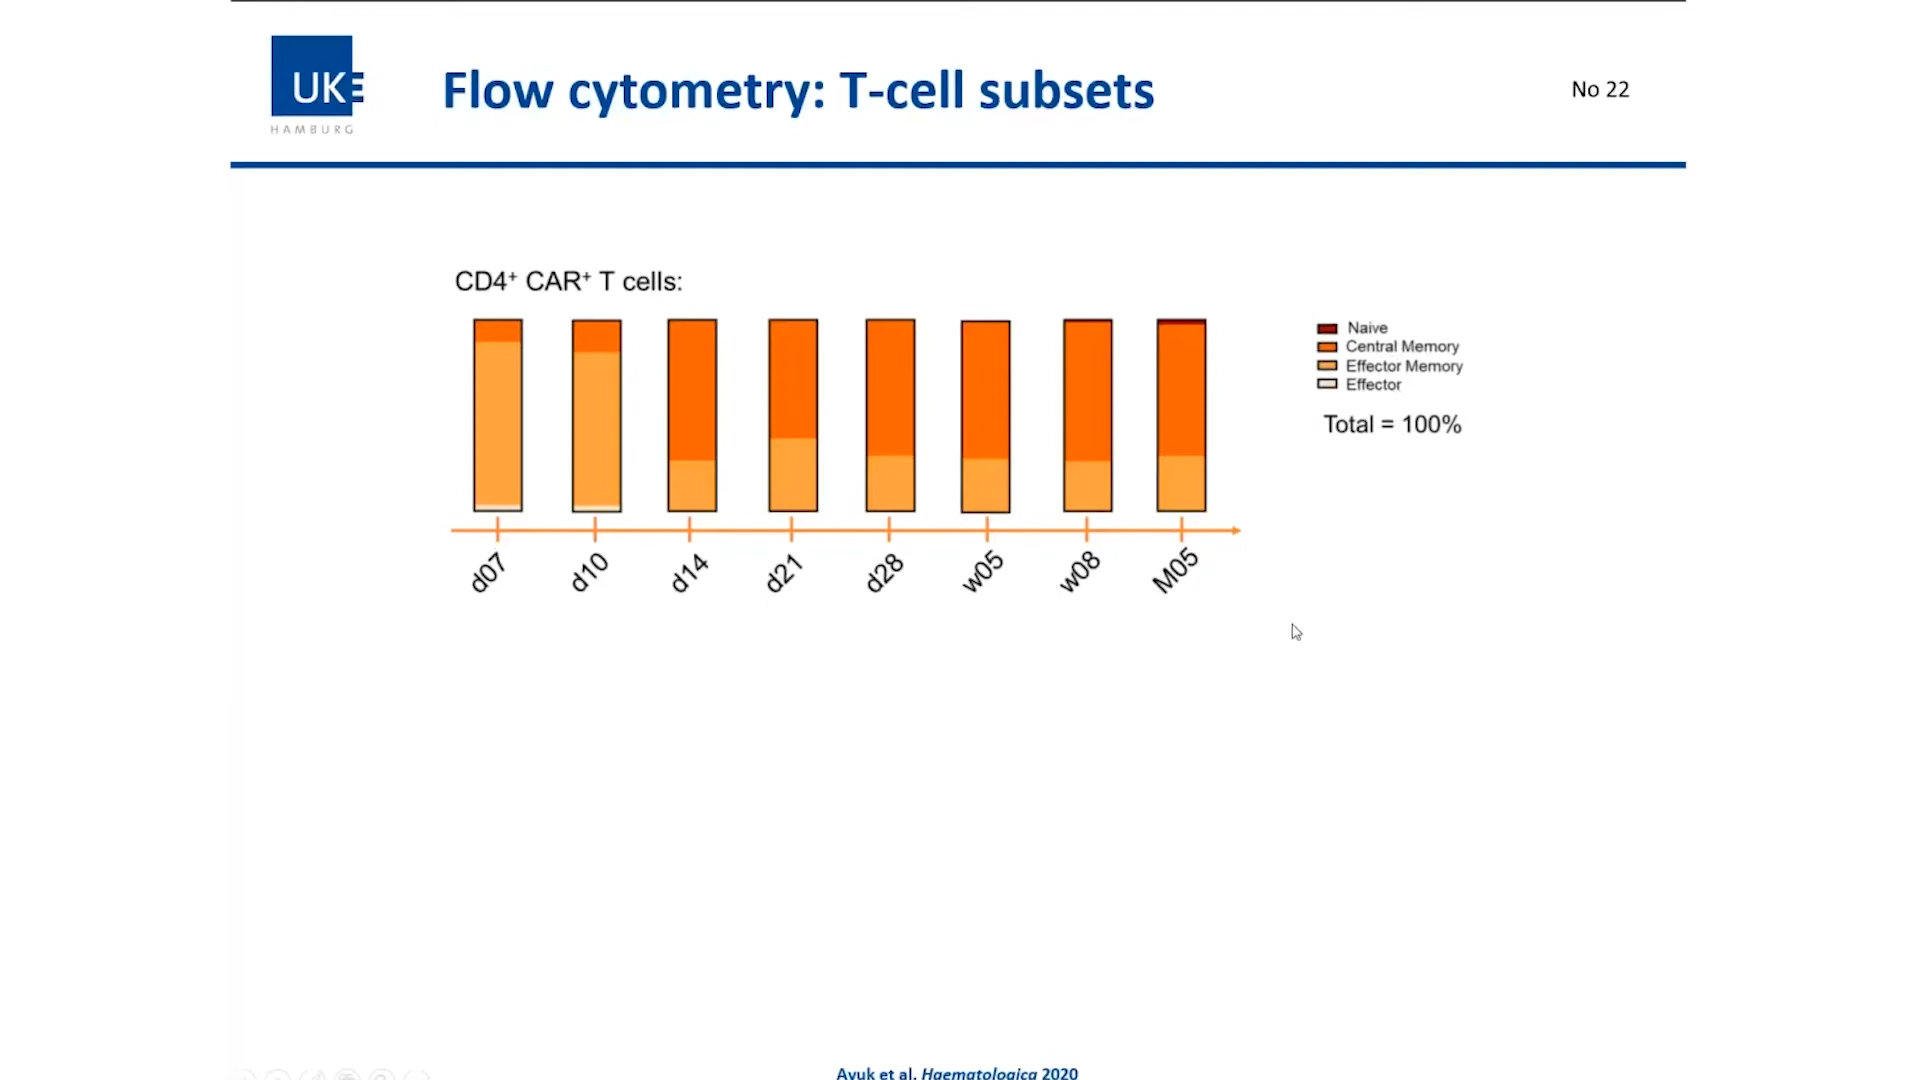 UKE
HAMBURG
Flow cytometry: T-cell subsets
No 22
CD4⁺ CAR⁺ T cells:
Naive
Central Memory
Effector Memory
Effector
Total = 100%
d07 d10 d14 d21 d28 w05 w08 M05
Ayuk et al. Haematologica 2020